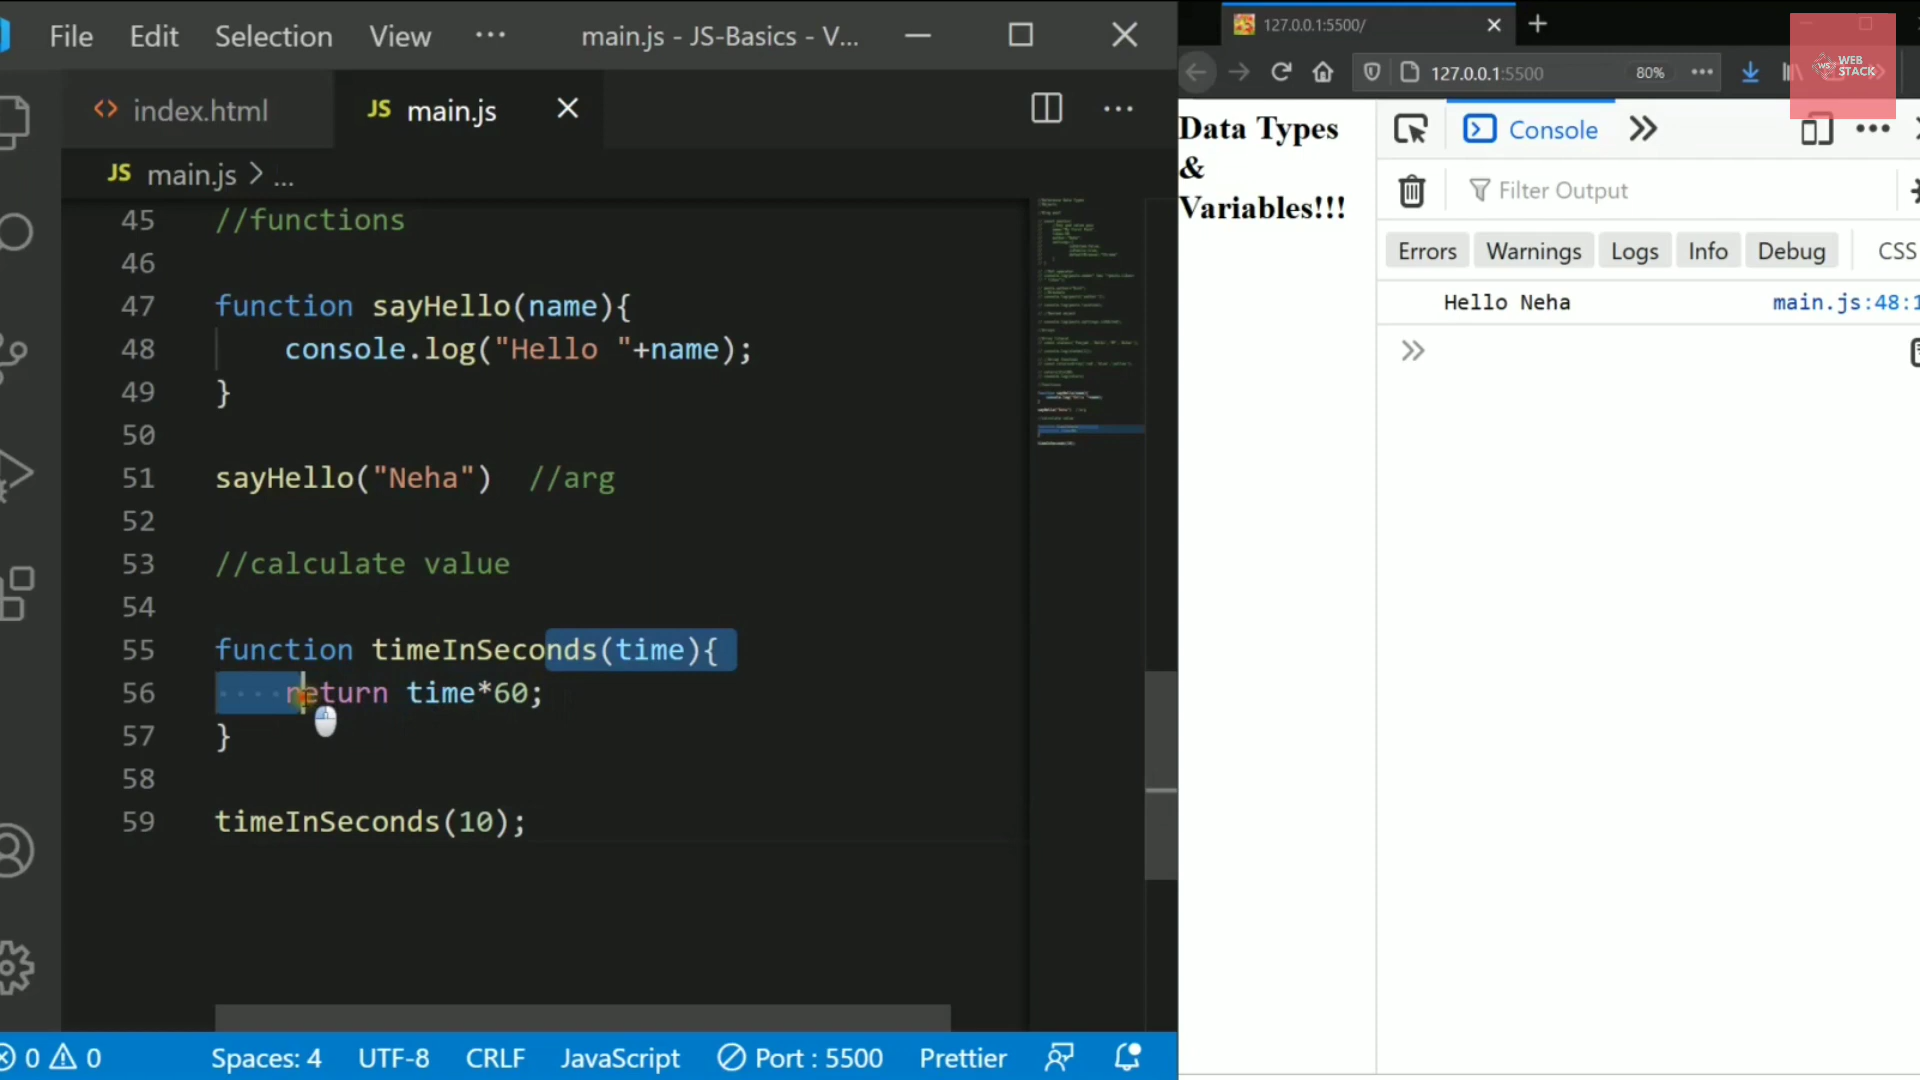 File Edit Selection View ··· main.js - JS-Basics - V...
index.html JS main.js
JS main.js > ...
45 //functions
46
47 function sayHello(name){
48 console.log("Hello "+name);
49 }
50
51 sayHello("Neha") //arg
52
53 //calculate value
54
55 function timeInSeconds(time){
56 return time*60;
57 }
58
59 timeInSeconds(10);
0 0 Spaces: 4 UTF-8 CRLF JavaScript Port : 5500 Prettier
127.0.0.1:5500/
127.0.0.1:5500 80%
WS WEB STACK
Data Types
&
Variables!!!
Console
Filter Output
Errors Warnings Logs Info Debug CSS
Hello Neha main.js:48:1